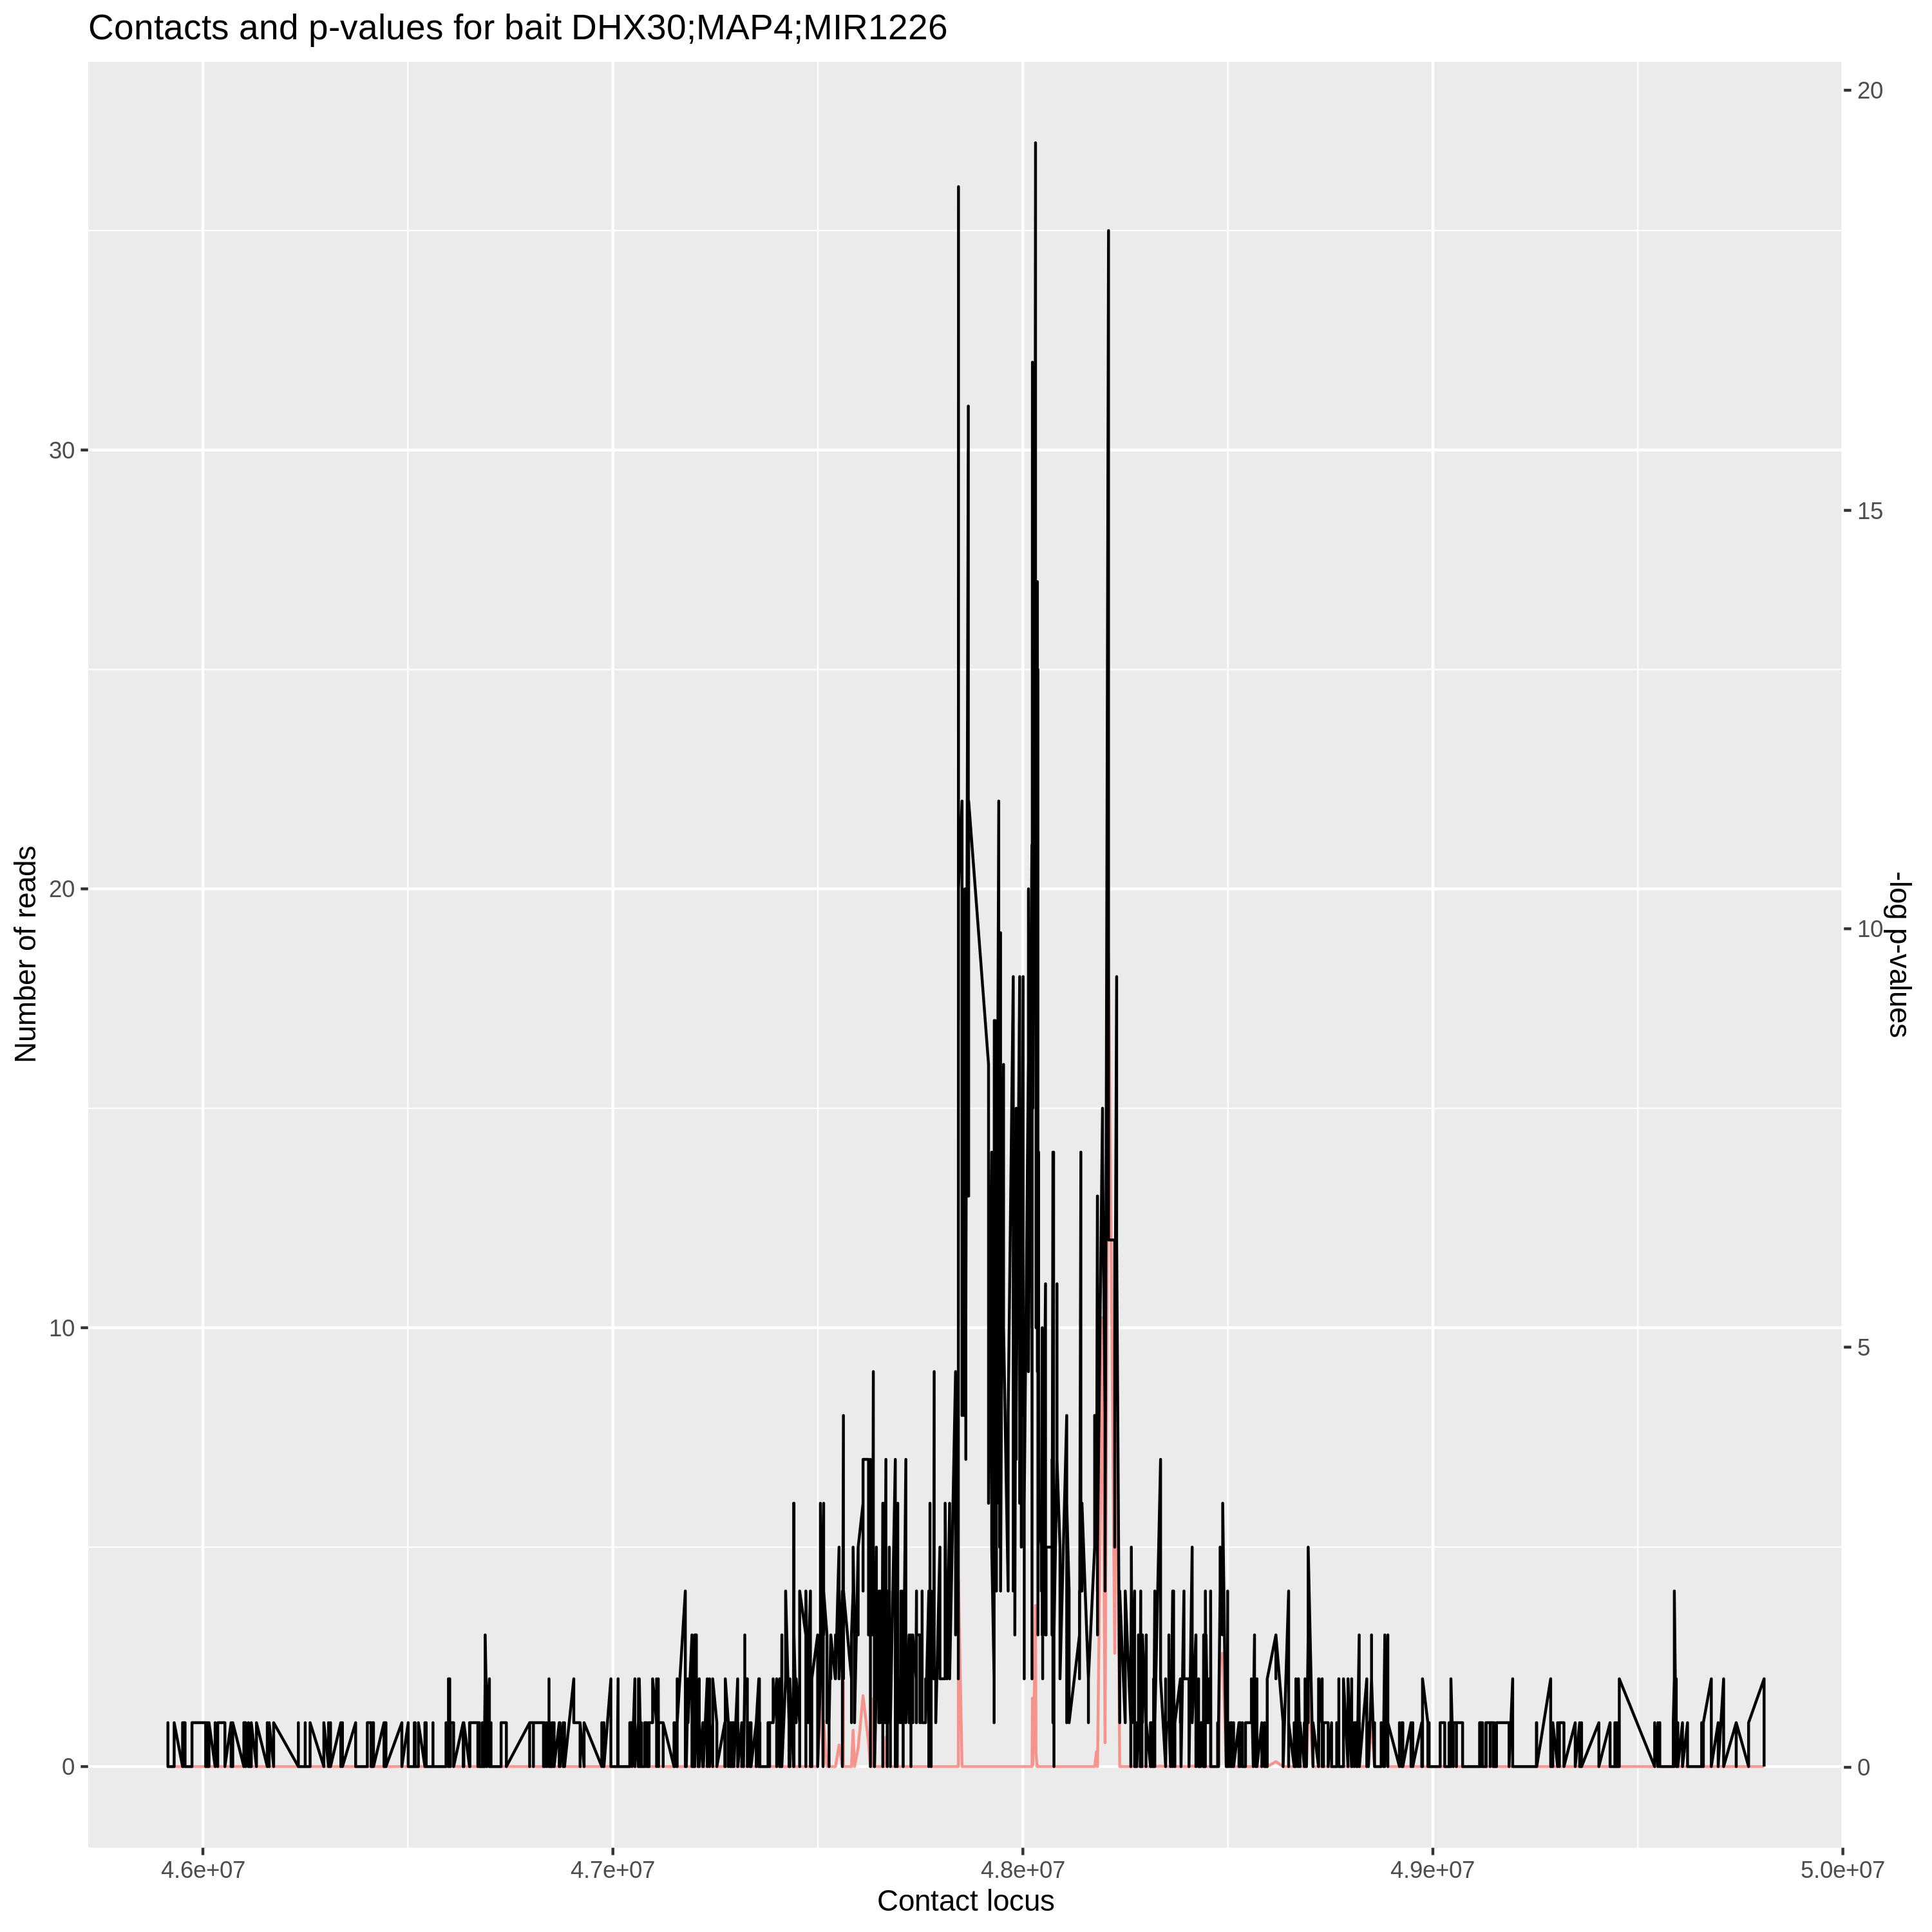 Contacts and p-values for bait DHX30;MAP4;MIR1226
Number of reads
30
20
10
0
20
15
10
5
0
-log p-values
4.6e+07
4.7e+07
4.8e+07
4.9e+07
5.0e+07
Contact locus